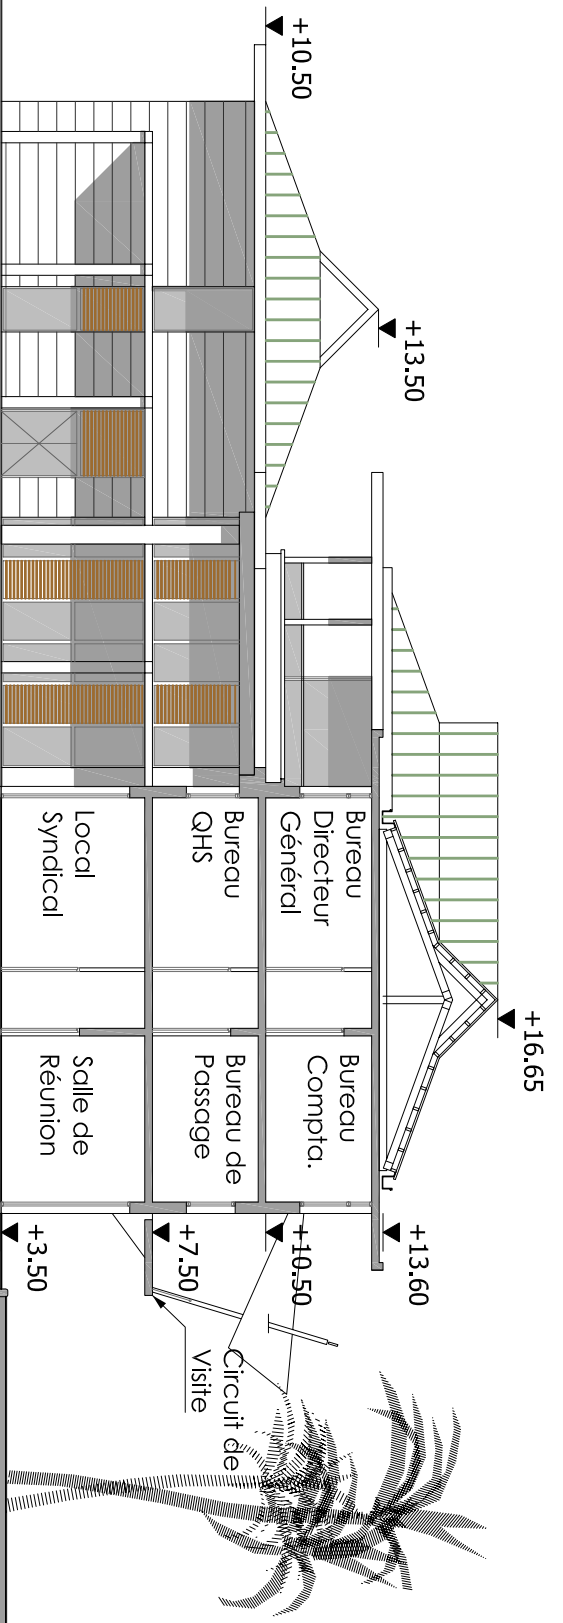 +10.50
+13.50
+16.65
Bureau
Directeur
Général
Bureau
Compta.
+13.60
Bureau
QHS
Bureau de
Passage
+10.50
Local
Syndical
Salle de
Réunion
+7.50
Circuit de
Visite
+3.50